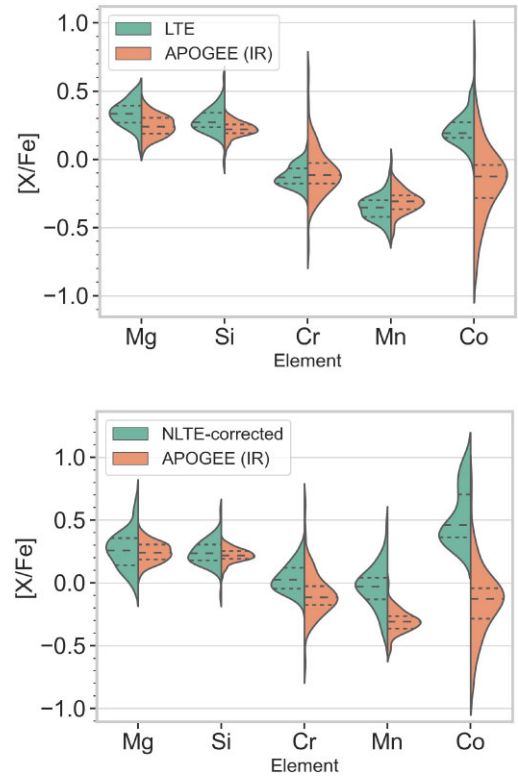 LTE
APOGEE (IR)
[X/Fe]
1.0
0.5
0.0
−0.5
−1.0
Mg Si Cr Mn Co
Element
NLTE-corrected
APOGEE (IR)
[X/Fe]
1.0
0.5
0.0
−0.5
−1.0
Mg Si Cr Mn Co
Element